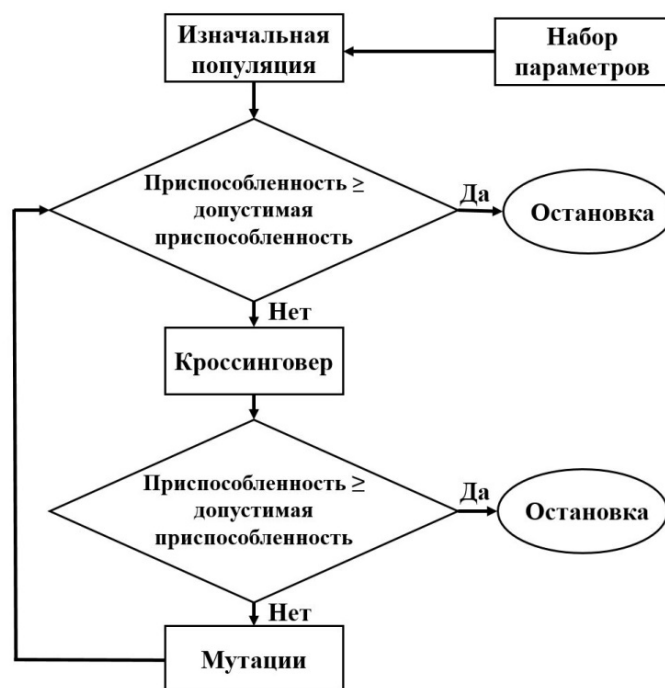 Изначальная
популяция
Набор
параметров
Приспособленность ≥
допустимая
приспособленность
Да
Остановка
Нет
Кроссинговер
Приспособленность ≥
допустимая
приспособленность
Да
Остановка
Нет
Мутации